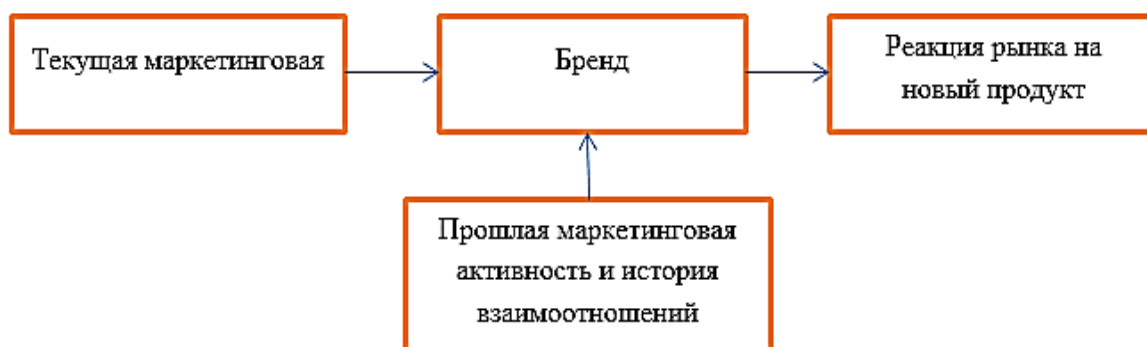 Текущая маркетинговая
Бренд
Реакция рынка на
новый продукт
Прошлая маркетинговая
активность и история
взаимоотношений